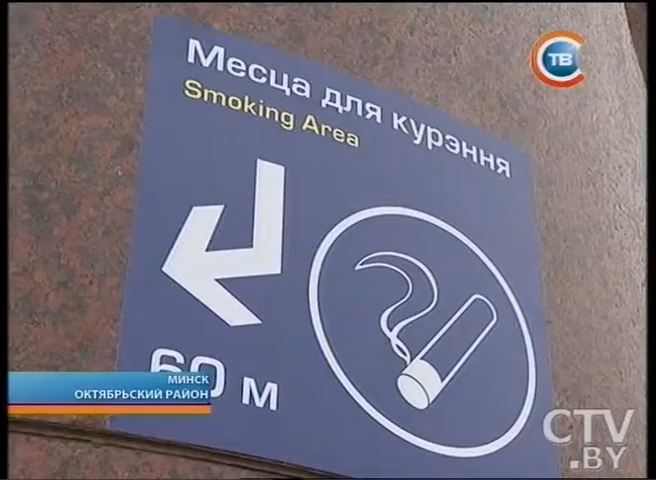 Месца для курэння
Smoking Area
60 м
МИНСК
ОКТЯБРЬСКИЙ РАЙОН
ТВ
CTV
.BY